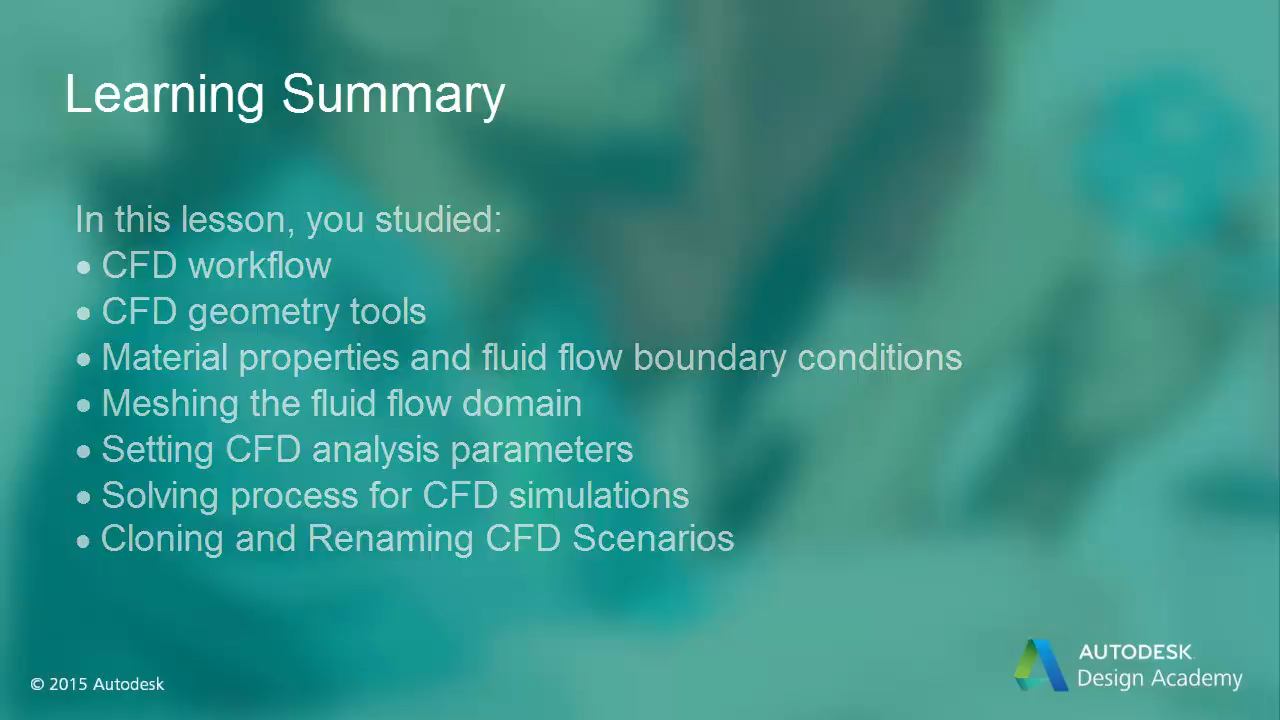 Learning Summary
In this lesson, you studied:
• CFD workflow
• CFD geometry tools
• Material properties and fluid flow boundary conditions
• Meshing the fluid flow domain
• Setting CFD analysis parameters
• Solving process for CFD simulations
• Cloning and Renaming CFD Scenarios
© 2015 Autodesk
AUTODESK
Design Academy